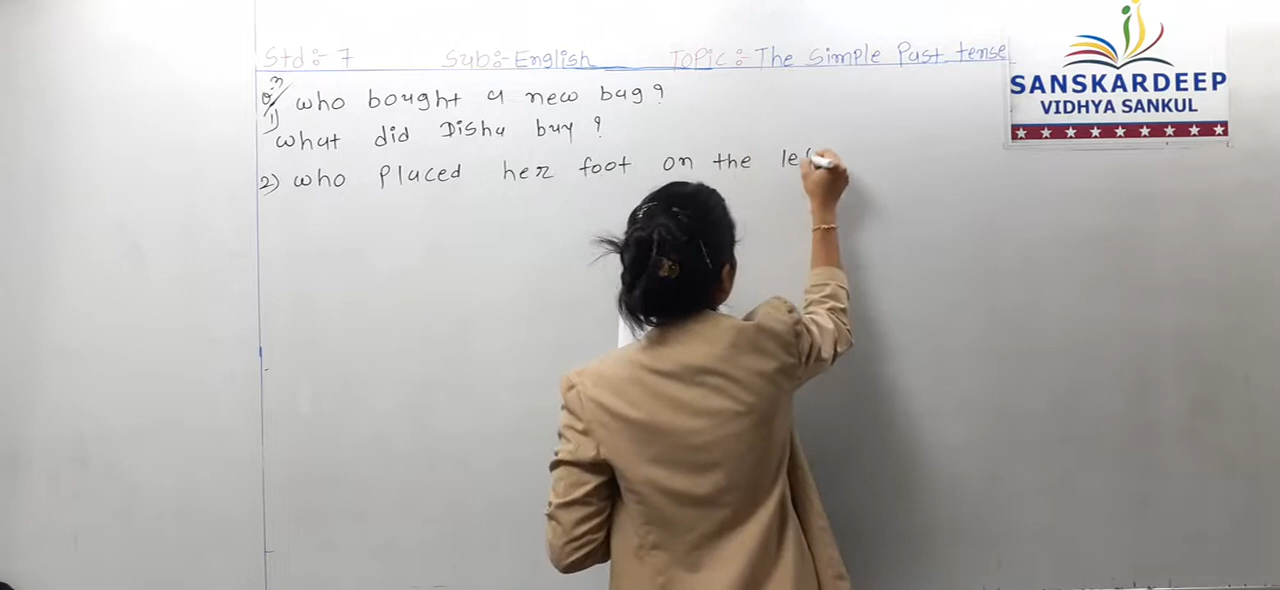 Std :- 7 Sub:- English Topic :- The Simple Past tense
SANSKARDEEP
VIDHYA SANKUL
Q.3 who bought a new bag ?
1) what did Disha buy ?
2) who placed her foot on the